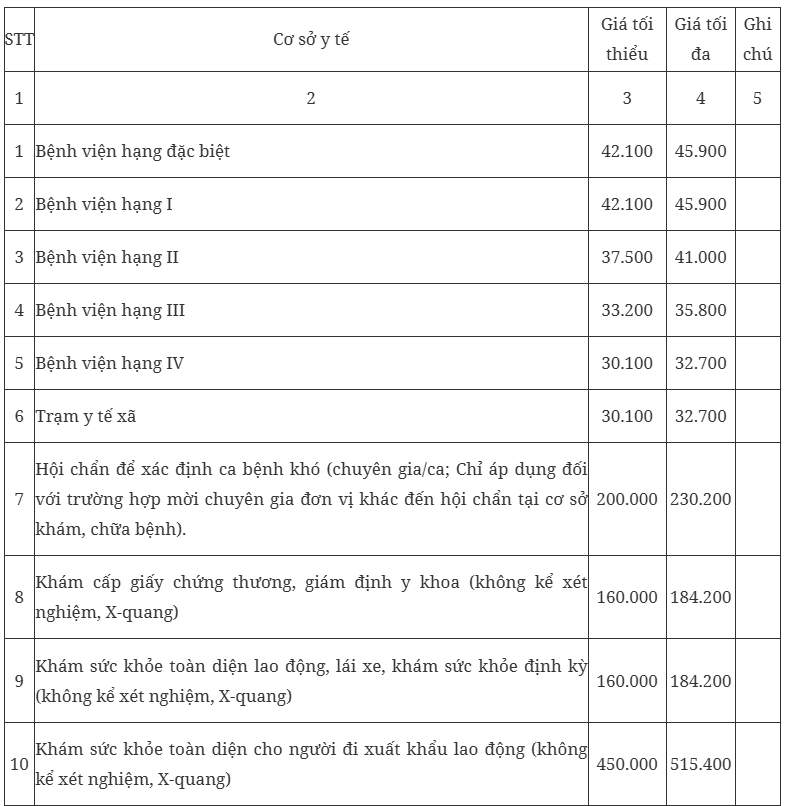 STT Cơ sở y tế Giá tối thiểu Giá tối đa Ghi chú
1 2 3 4 5
1 Bệnh viện hạng đặc biệt 42.100 45.900
2 Bệnh viện hạng I 42.100 45.900
3 Bệnh viện hạng II 37.500 41.000
4 Bệnh viện hạng III 33.200 35.800
5 Bệnh viện hạng IV 30.100 32.700
6 Trạm y tế xã 30.100 32.700
Hội chẩn để xác định ca bệnh khó (chuyên gia/ca; Chỉ áp dụng đối
7 với trường hợp mời chuyên gia đơn vị khác đến hội chẩn tại cơ sở 200.000 230.200
khám, chữa bệnh).
8 Khám cấp giấy chứng thương, giám định y khoa (không kể xét 160.000 184.200
nghiệm, X-quang)
9 Khám sức khỏe toàn diện lao động, lái xe, khám sức khỏe định kỳ 160.000 184.200
(không kể xét nghiệm, X-quang)
10 Khám sức khỏe toàn diện cho người đi xuất khẩu lao động (không 450.000 515.400
kể xét nghiệm, X-quang)